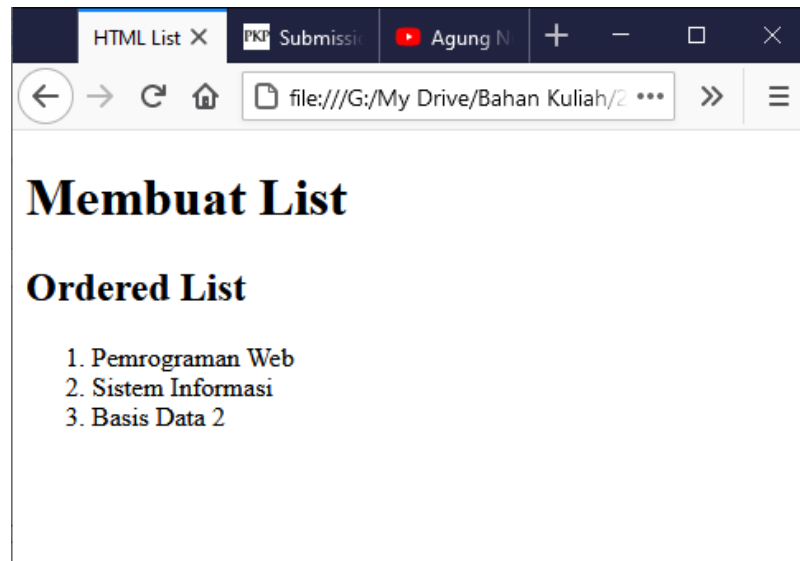 HTML List
PKP Submissi
Agung N
file:///G:/My Drive/Bahan Kuliah/2
Membuat List
Ordered List
1. Pemrograman Web
2. Sistem Informasi
3. Basis Data 2